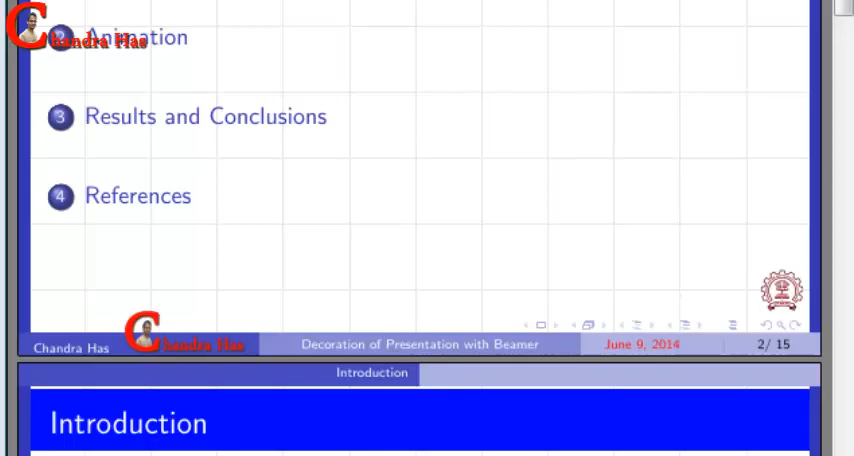 Chandra Has
2 Animation
3 Results and Conclusions
4 References
Chandra Has
Chandra Has
Decoration of Presentation with Beamer
June 9, 2014
2/ 15
Introduction
Introduction